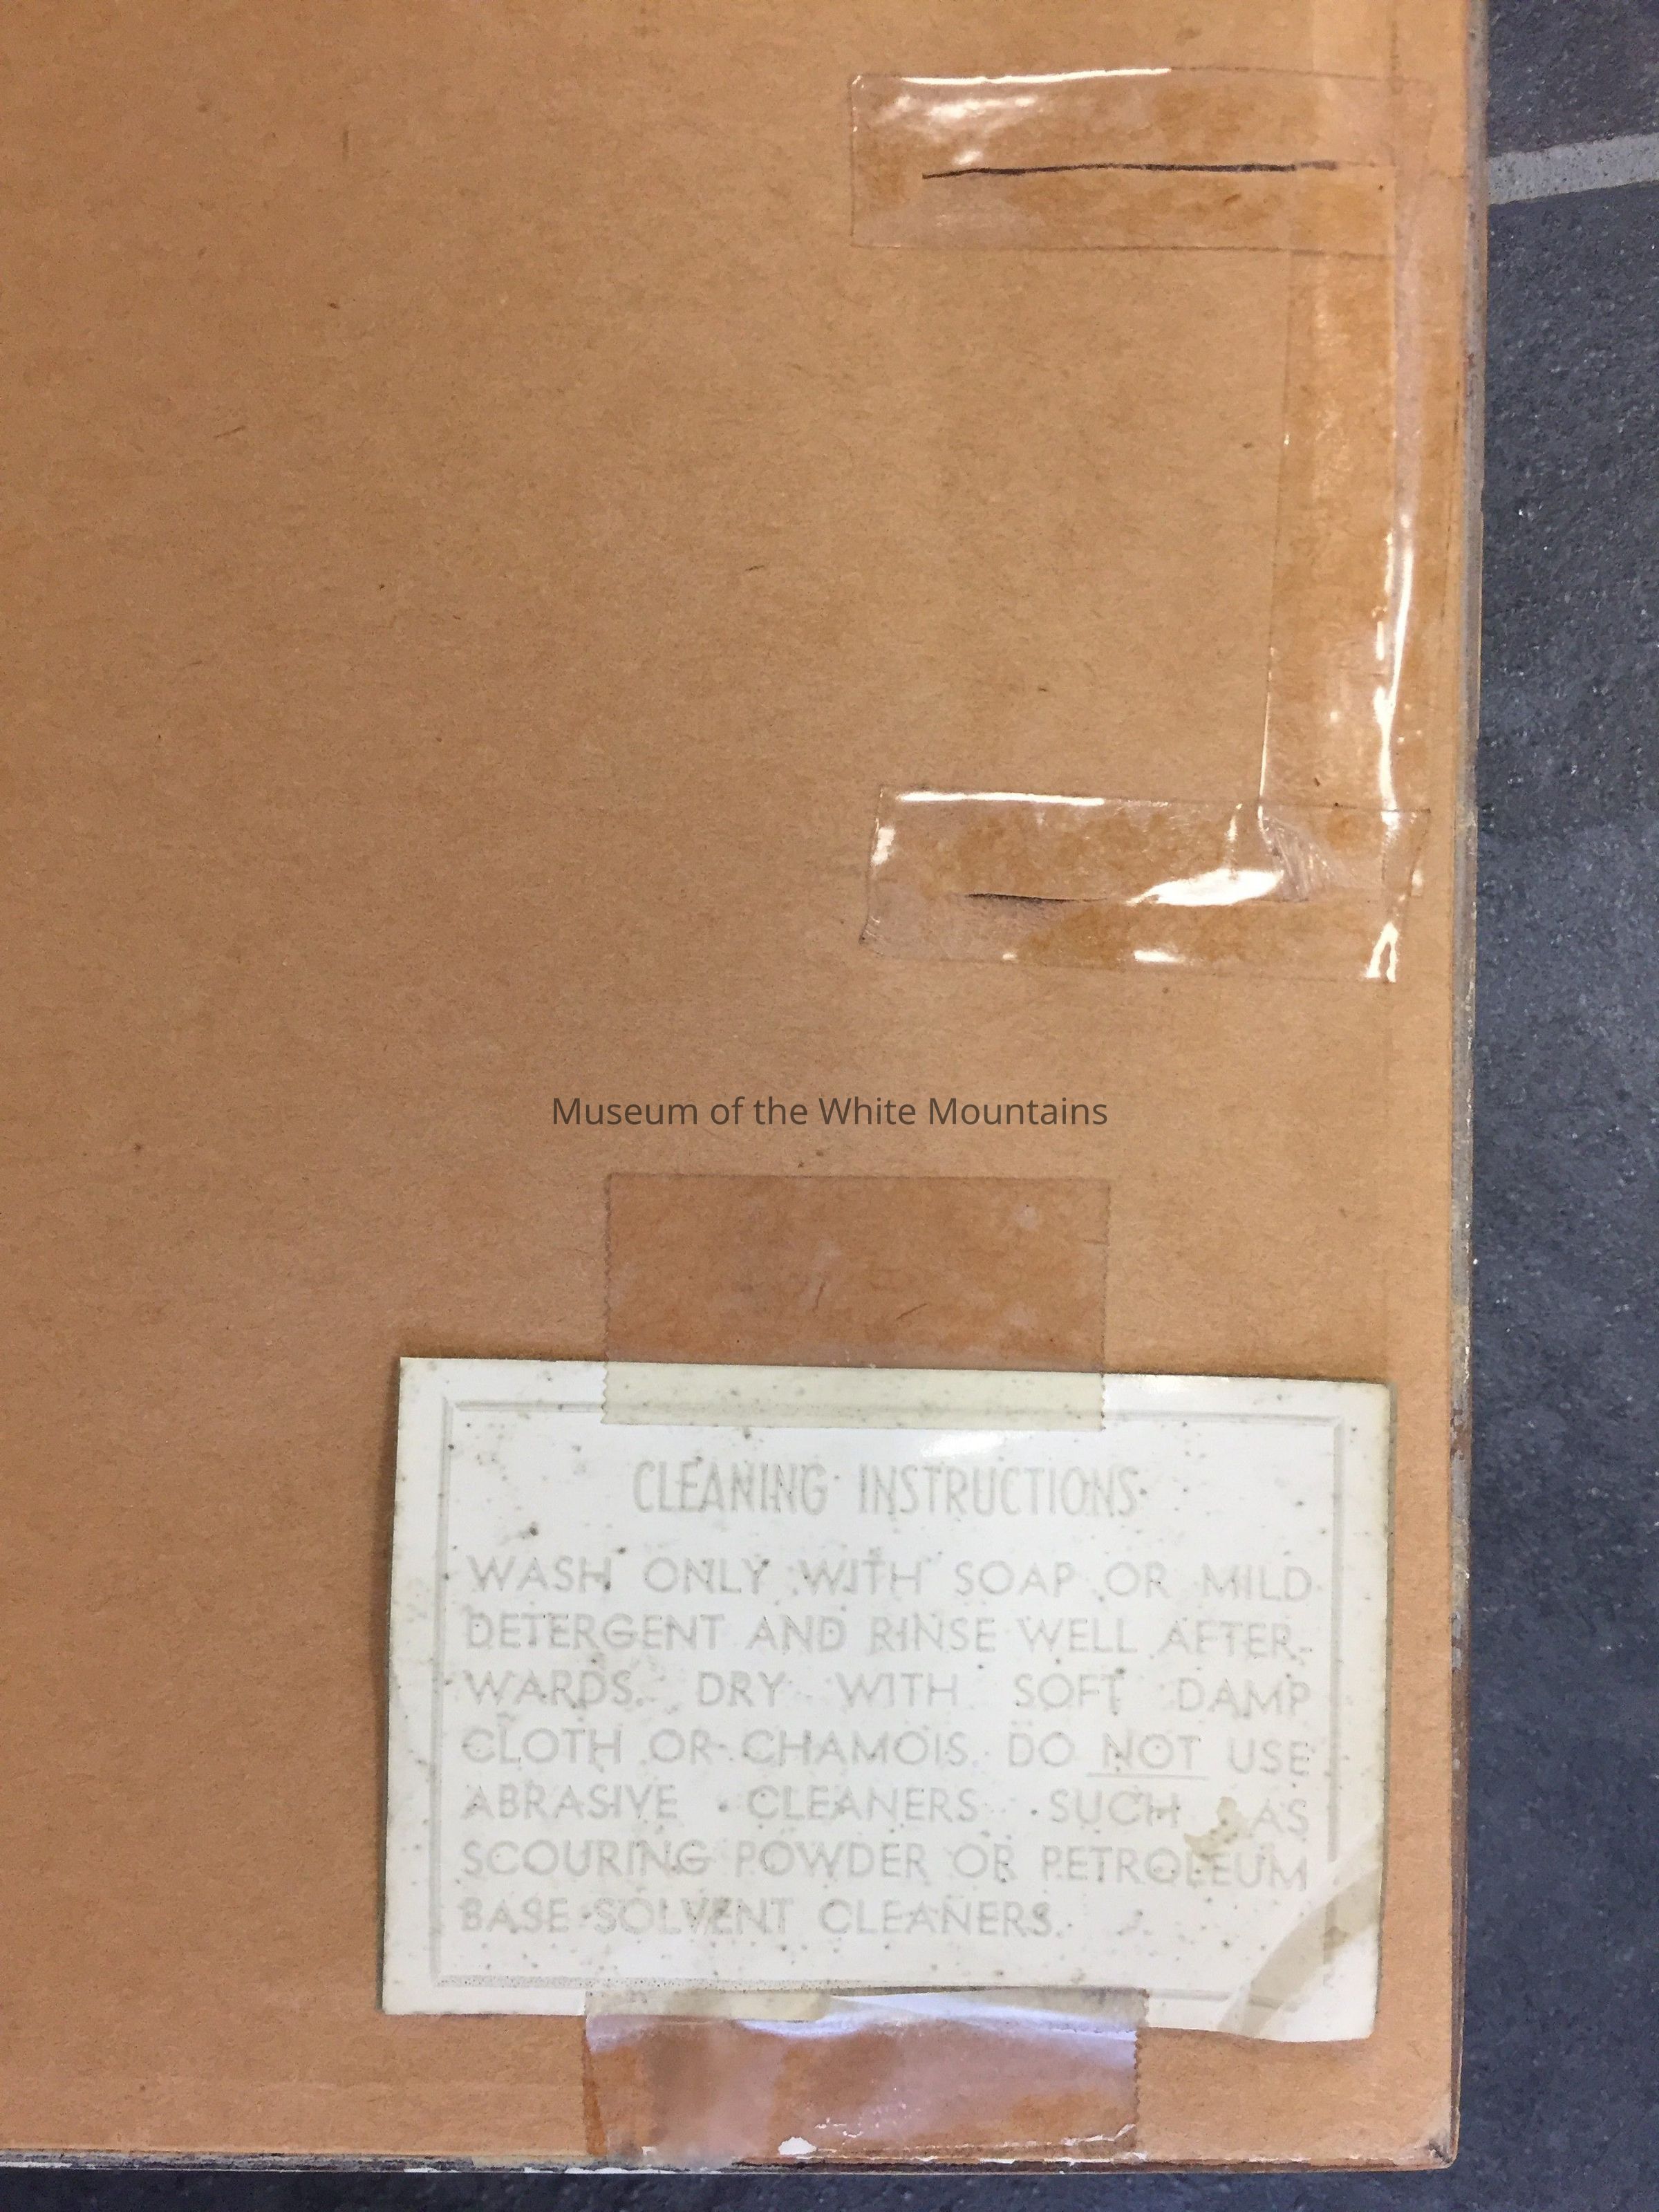 Museum of the White Mountains
CLEANING INSTRUCTIONS
WASH ONLY WITH SOAP OR MILD
DETERGENT AND RINSE WELL AFTER-
WARDS. DRY WITH SOFT DAMP
CLOTH OR CHAMOIS. DO NOT USE
ABRASIVE CLEANERS SUCH AS
SCOURING POWDER OR PETROLEUM
BASE SOLVENT CLEANERS.